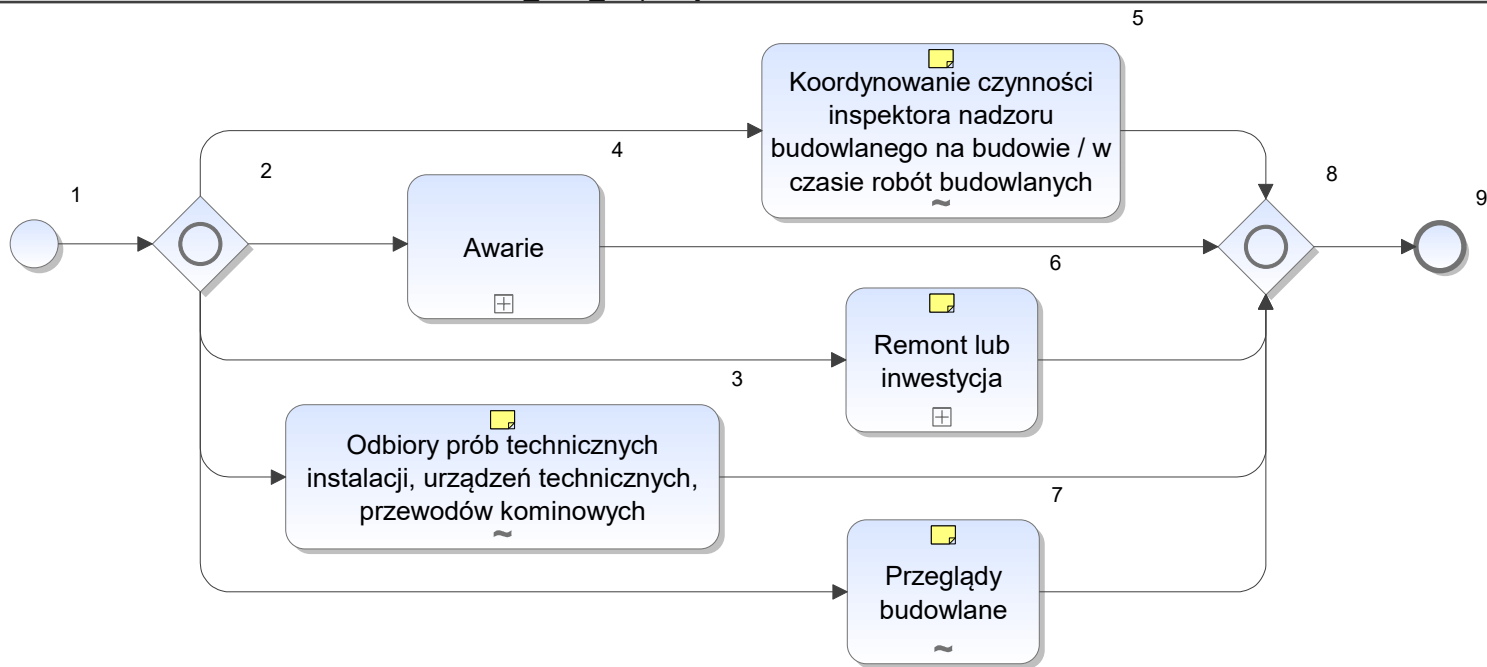 5
Koordynowanie czynności
inspektora nadzoru
budowlanego na budowie / w
czasie robót budowlanych
4
2
1
Awarie
8
9
6
Remont lub
inwestycja
3
Odbiory prób technicznych
instalacji, urządzeń technicznych,
przewodów kominowych
7
Przeglądy
budowlane